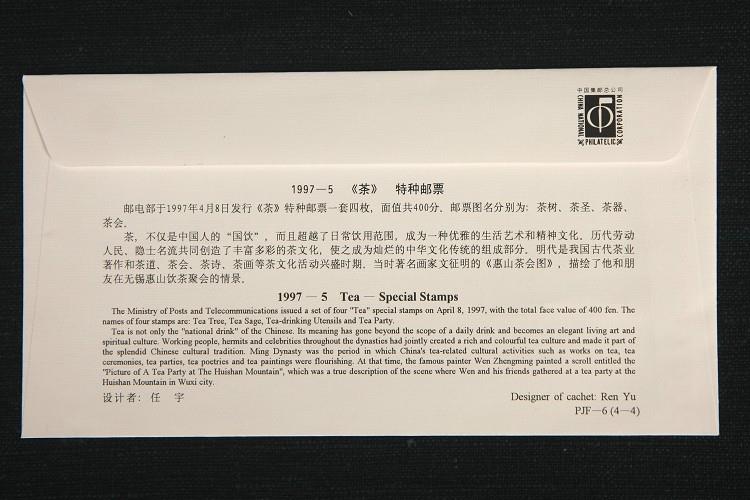 中国集邮总公司
CHINA NATIONAL
PHILATELIC
CORPORATION
1997—5 《茶》 特种邮票
邮电部于1997年4月8日发行《茶》特种邮票一套四枚，面值共400分。邮票图名分别为：茶树、茶圣、茶器、
茶会。
茶，不仅是中国人的“国饮”，而且超越了日常饮用范围，成为一种优雅的生活艺术和精神文化。历代劳动
人民、隐士名流共同创造了丰富多彩的茶文化，使之成为灿烂的中华文化传统的组成部分。明代是我国古代茶业
著作和茶道、茶会、茶诗、茶画等茶文化活动兴盛时期。当时著名画家文征明的《惠山茶会图》，描绘了他和朋
友在无锡惠山饮茶聚会的情景。
1997 — 5 Tea — Special Stamps
The Ministry of Posts and Telecommunications issued a set of four "Tea" special stamps on April 8, 1997, with the total face value of 400 fen. The
names of four stamps are: Tea Tree, Tea Sage, Tea-drinking Utensils and Tea Party.
Tea is not only the "national drink" of the Chinese. Its meaning has gone beyond the scope of a daily drink and becomes an elegant living art and
spiritual culture. Working people, hermits and celebrities throughout the dynasties had jointly created a rich and colourful tea culture and made it part of
the splendid Chinese cultural tradition. Ming Dynasty was the period in which China's tea-related cultural activities such as works on tea, tea
ceremonies, tea parties, tea poetries and tea paintings were flourishing. At that time, the famous painter Wen Zhengming painted a scroll entitled the
"Picture of A Tea Party at The Huishan Mountain", which was a true description of the scene where Wen and his friends gathered at a tea party at the
Huishan Mountain in Wuxi city.
设计者：任 宇
Designer of cachet: Ren Yu
PJF—6 (4—4)